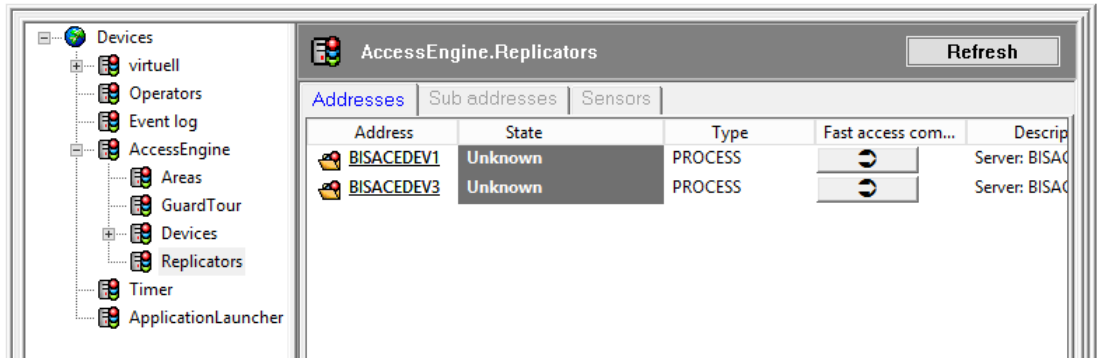 Devices
virtuell
Operators
Event log
AccessEngine
Areas
GuardTour
Devices
Replicators
Timer
ApplicationLauncher
AccessEngine.Replicators Refresh
Addresses Sub addresses Sensors
Address State Type Fast access com... Descrip
BISACEDEV1 Unknown PROCESS Server: BISAC
BISACEDEV3 Unknown PROCESS Server: BISAC